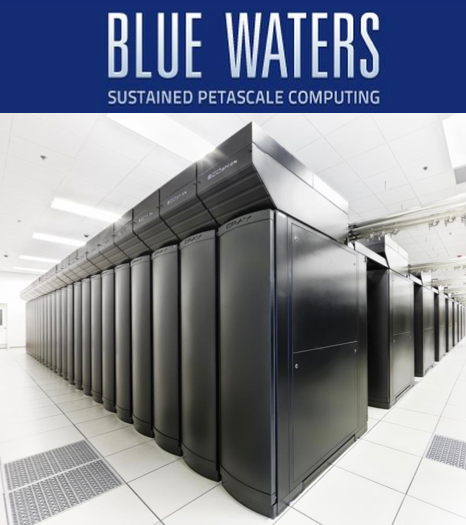 BLUE WATERS
SUSTAINED PETASCALE COMPUTING